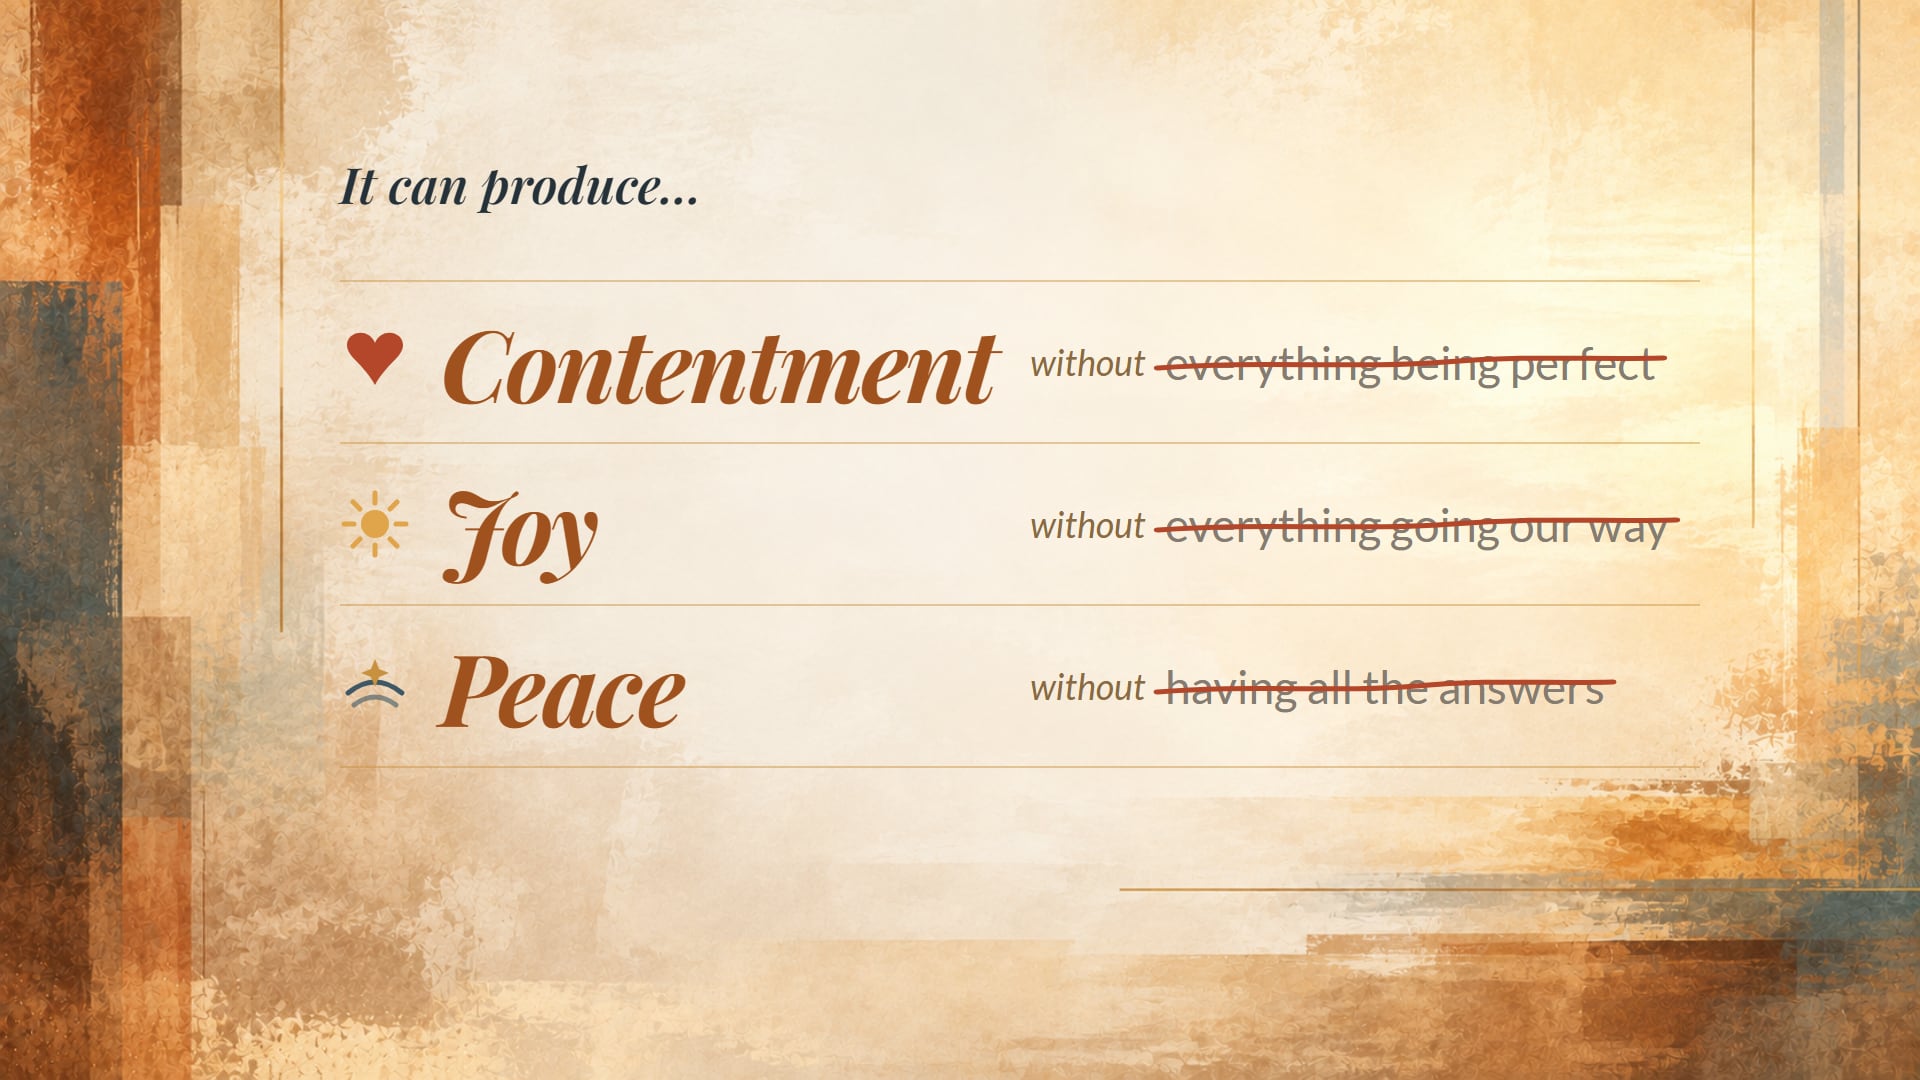 It can produce...
Contentment without everything being perfect
Joy without everything going our way
Peace without having all the answers